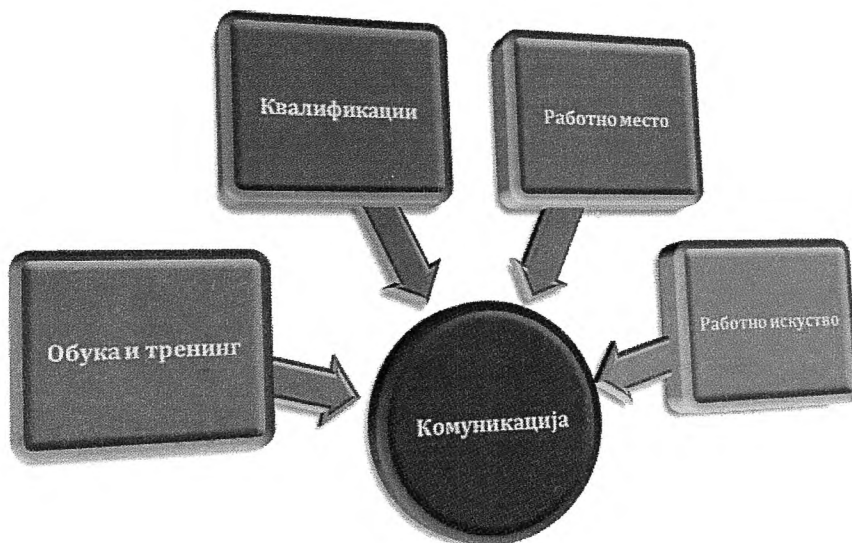 Квалификации
Работно место
Обука и тренинг
Работно искуство
Комуникација